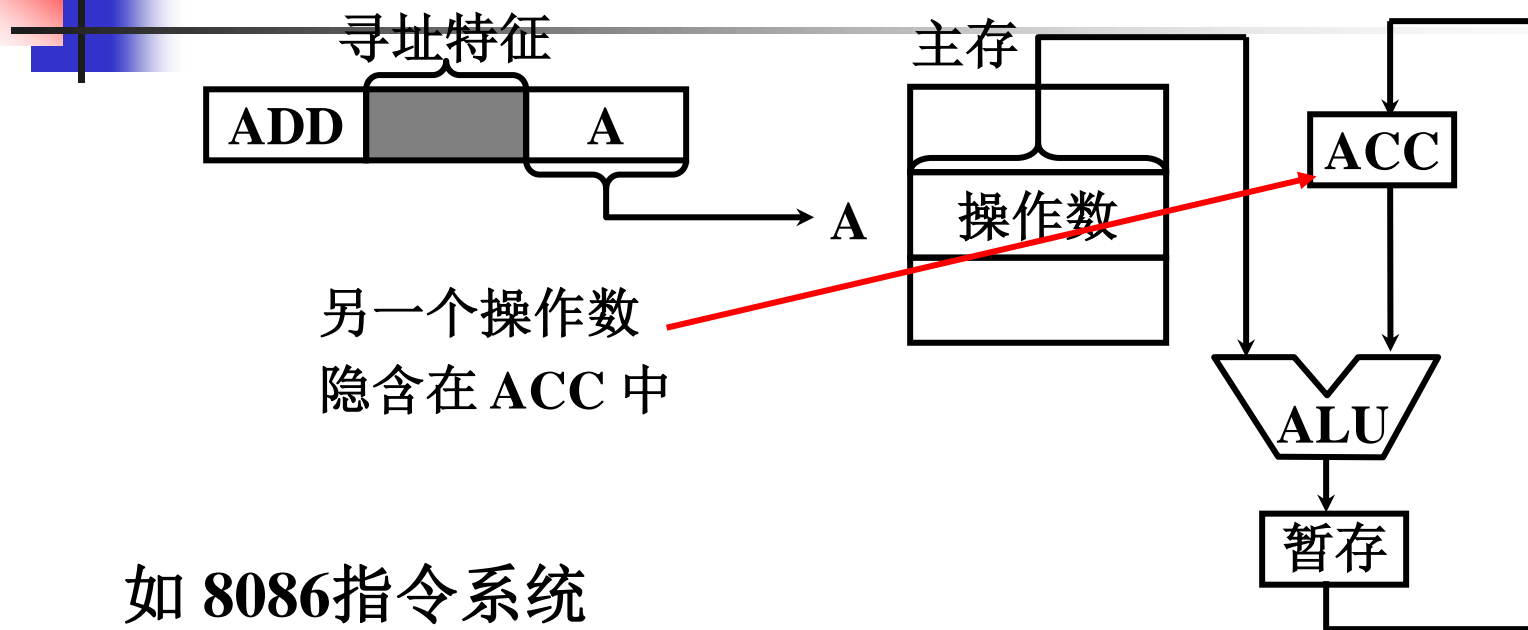 寻址特征
主存
ADD
A
ACC
操作数
A
另一个操作数
隐含在 ACC 中
ALU
暂存
如 8086指令系统